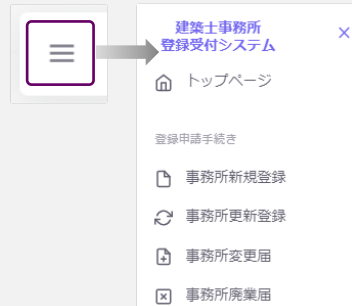 建築士事務所
登録受付システム
トップページ
登録申請手続き
事務所新規登録
事務所更新登録
事務所変更届
事務所廃業届